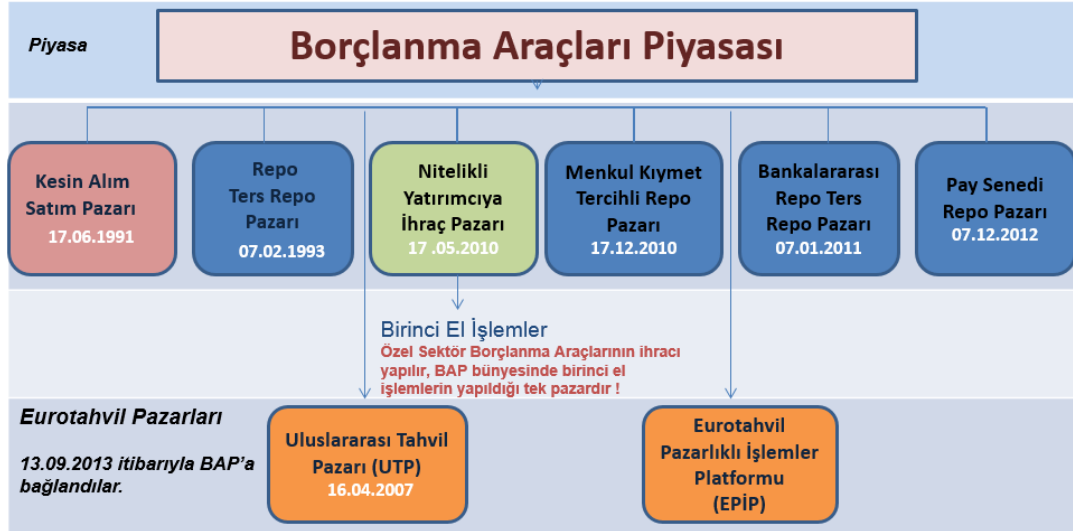 Piyasa
Borçlanma Araçları Piyasası
Kesin Alım
Satım Pazarı
17.06.1991
Repo
Ters Repo
Pazarı
07.02.1993
Nitelikli
Yatırımcıya
İhraç Pazarı
17 .05.2010
Menkul Kıymet
Tercihli Repo
Pazarı
17.12.2010
Bankalararası
Repo Ters
Repo Pazarı
07.01.2011
Pay Senedi
Repo Pazarı
07.12.2012
Birinci El İşlemler
Özel Sektör Borçlanma Araçlarının ihracı
yapılır, BAP bünyesinde birinci el
işlemlerin yapıldığı tek pazardır !
Eurotahvil Pazarları
13.09.2013 itibarıyla BAP’a
bağlandılar.
Uluslararası Tahvil
Pazarı (UTP)
16.04.2007
Eurotahvil
Pazarlıklı İşlemler
Platformu
(EPİP)